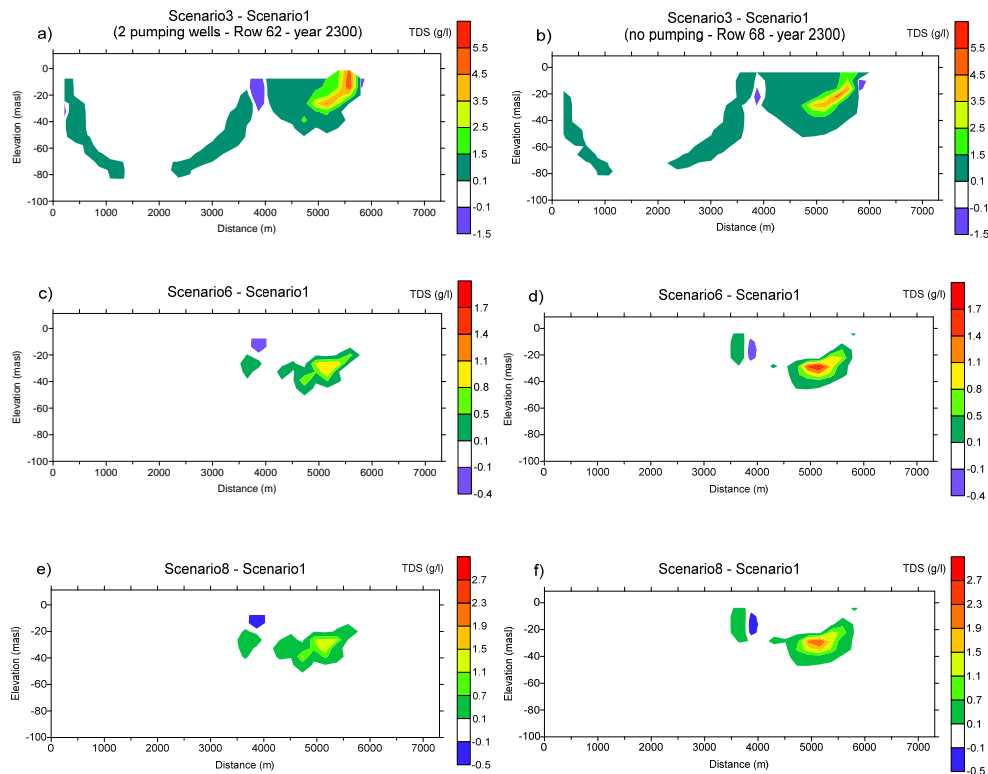 a)
Scenario3 - Scenario1
(2 pumping wells - Row 62 - year 2300)
TDS (g/l)
5.5
4.5
3.5
2.5
1.5
0.1
-0.1
-1.5
Elevation (masl)
0
-20
-40
-60
-80
-100
0 1000 2000 3000 4000 5000 6000 7000
Distance (m)
b)
Scenario3 - Scenario1
(no pumping - Row 68 - year 2300)
TDS (g/l)
5.5
4.5
3.5
2.5
1.5
0.1
-0.1
-1.5
Elevation (masl)
0
-20
-40
-60
-80
-100
0 1000 2000 3000 4000 5000 6000 7000
Distance (m)
c)
Scenario6 - Scenario1
TDS (g/l)
1.7
1.4
1.1
0.8
0.5
0.1
-0.1
-0.4
Elevation (masl)
0
-20
-40
-60
-80
-100
0 1000 2000 3000 4000 5000 6000 7000
Distance (m)
d)
Scenario6 - Scenario1
TDS (g/l)
1.7
1.4
1.1
0.8
0.5
0.1
-0.1
-0.4
Elevation (masl)
0
-20
-40
-60
-80
-100
0 1000 2000 3000 4000 5000 6000 7000
Distance (m)
e)
Scenario8 - Scenario1
TDS (g/l)
2.7
2.3
1.9
1.5
1.1
0.7
0.1
-0.1
-0.5
Elevation (masl)
0
-20
-40
-60
-80
-100
0 1000 2000 3000 4000 5000 6000 7000
Distance (m)
f)
Scenario8 - Scenario1
TDS (g/l)
2.7
2.3
1.9
1.5
1.1
0.7
0.1
-0.1
-0.5
Elevation (masl)
0
-20
-40
-60
-80
-100
0 1000 2000 3000 4000 5000 6000 7000
Distance (m)